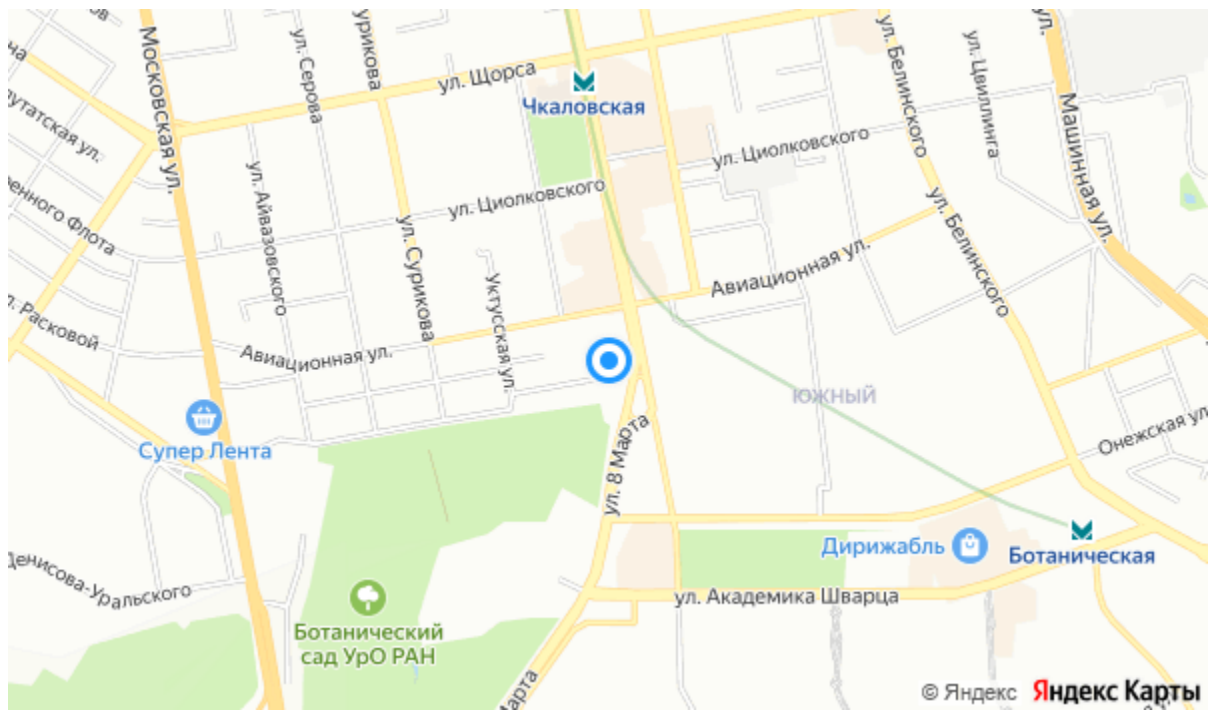 ул.
Московская ул.
ул. Серова
урикова
ул. Щорса
Чкаловская
ул. Белинского
ул. Цвиллинга
Машинная ул.
на
путатская ул.
ул. Циолковского
ул. Циолковского
ул. Белинского
ул. Айвазовского
енного Флота
ул. Сурикова
Уктусская ул.
Авиационная ул.
л. Расковой
Авиационная ул.
ЮЖНЫЙ
Супер Лента
ул. 8 Марта
Онежская ул
Дирижабль
Ботаническая
Денисова-Уральского
ул. Академика Шварца
Ботанический
сад УрО РАН
Марта
© Яндекс Яндекс Карты